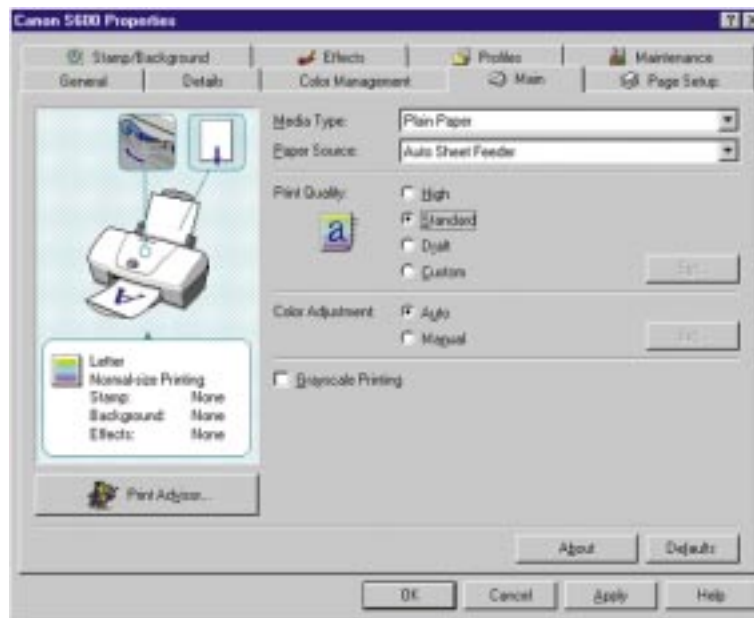 Canon S600 Properties
Stamp/Background Effects Profiles Maintenance
General Details Color Management Main Page Setup
Media Type: Plain Paper
Paper Source: Auto Sheet Feeder
Print Quality: High
Standard
a Draft
Custom Set...
Color Adjustment: Auto
Manual Set...
Letter
Normal-size Printing
Stamp: None
Background: None
Effects: None
Grayscale Printing
Print Advisor...
About Defaults
OK Cancel Apply Help